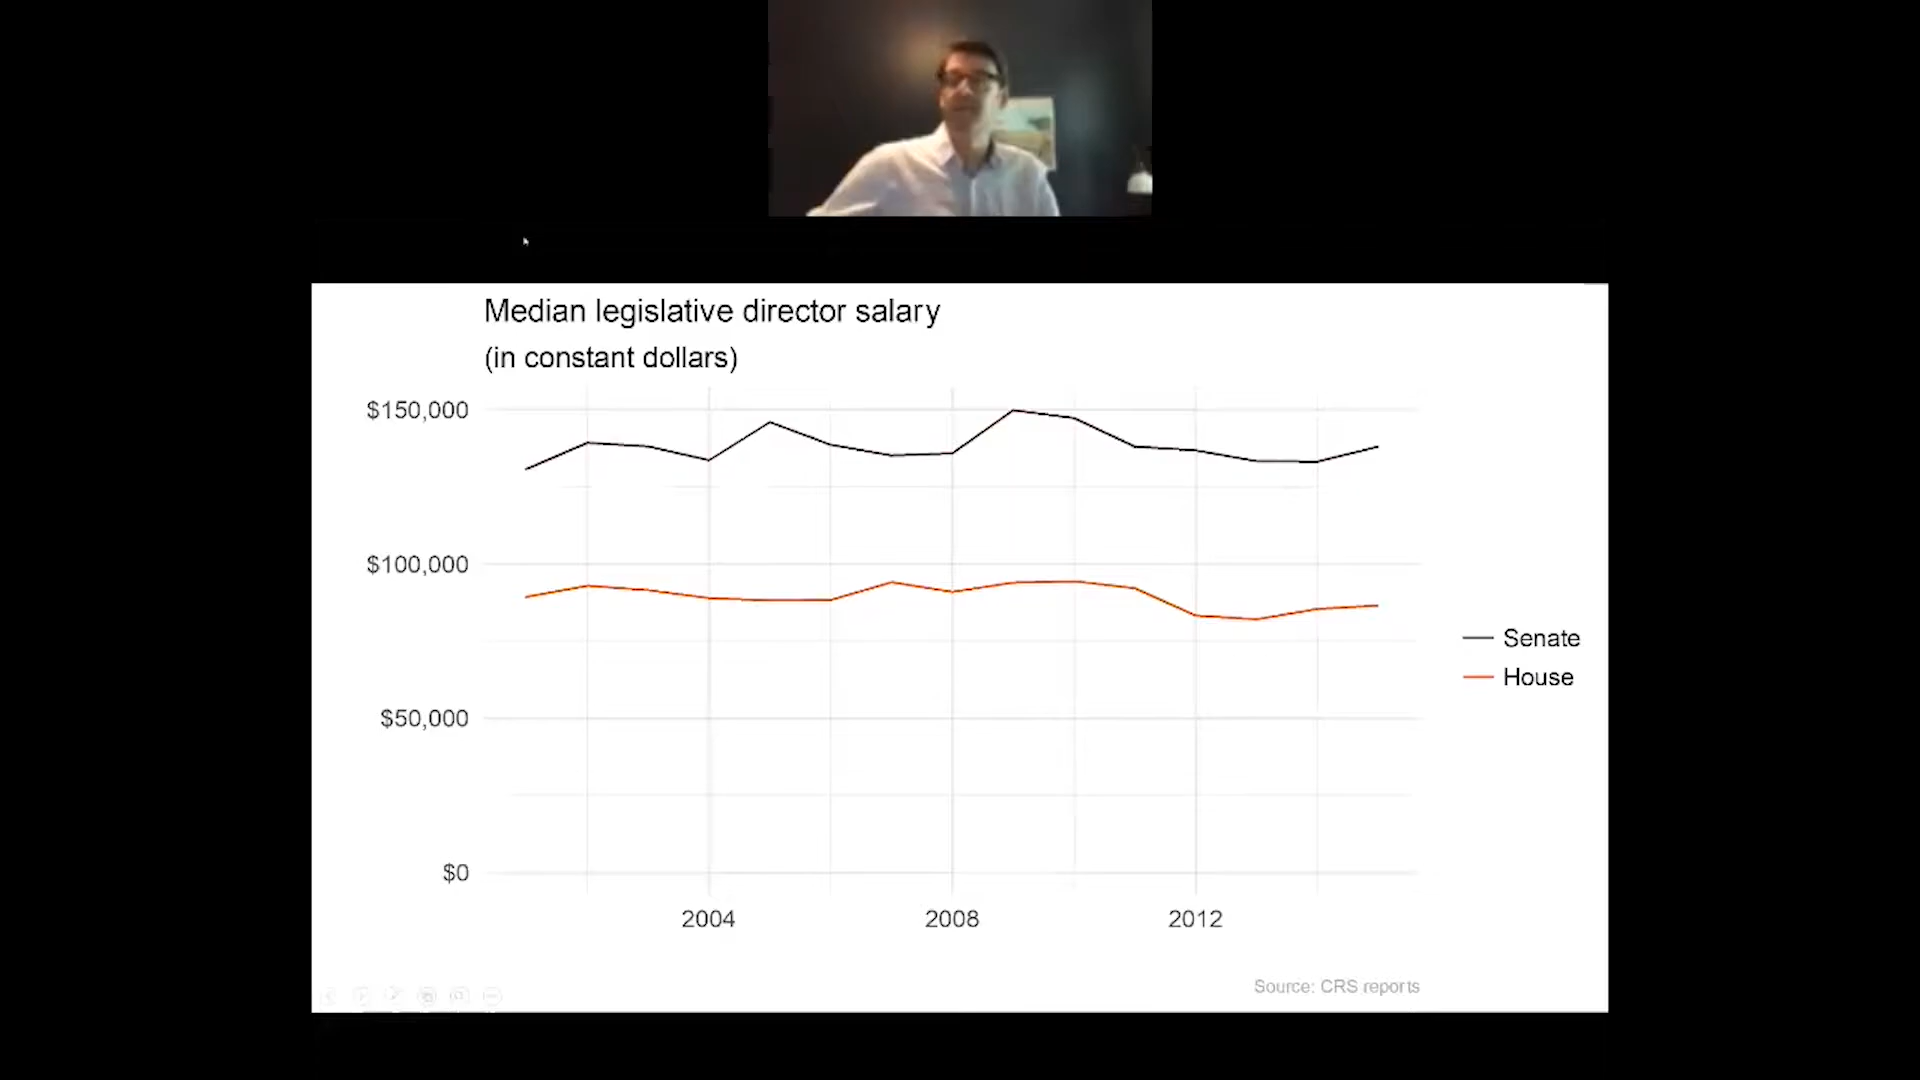 Median legislative director salary
(in constant dollars)
$150,000
$100,000
$50,000
$0
2004 2008 2012
Senate
House
Source: CRS reports